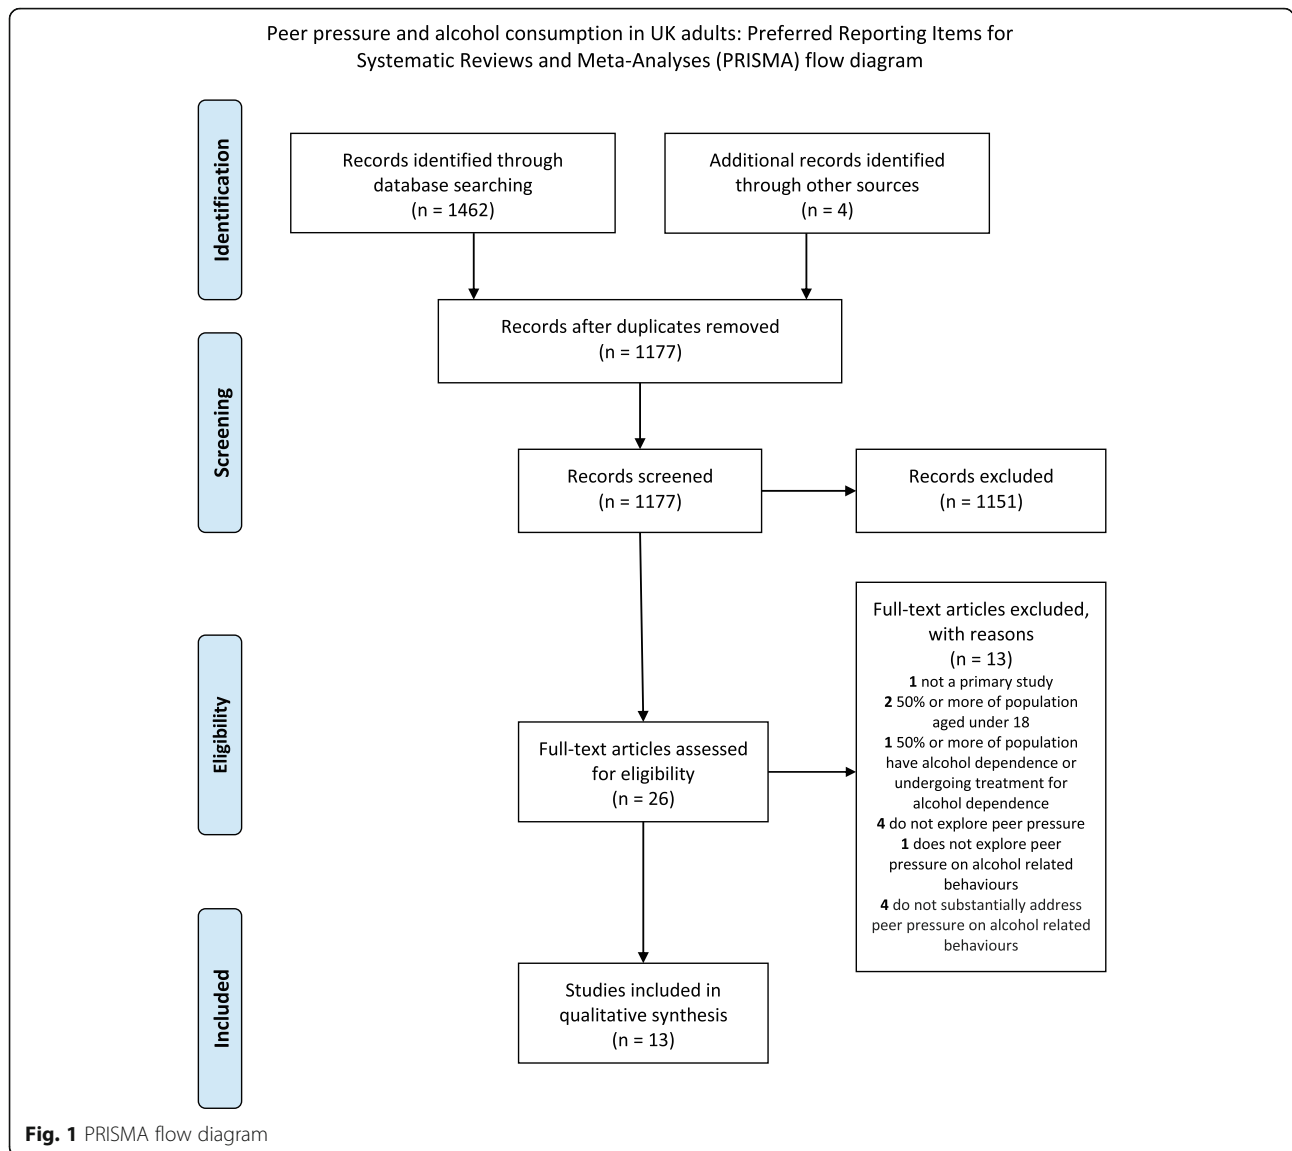 Peer pressure and alcohol consumption in UK adults: Preferred Reporting Items for
Systematic Reviews and Meta-Analyses (PRISMA) flow diagram
Identification
Records identified through
database searching
(n = 1462)
Additional records identified
through other sources
(n = 4)
Records after duplicates removed
(n = 1177)
Screening
Records screened
(n = 1177)
Records excluded
(n = 1151)
Eligibility
Full-text articles assessed
for eligibility
(n = 26)
Full-text articles excluded,
with reasons
(n = 13)
1 not a primary study
2 50% or more of population
aged under 18
1 50% or more of population
have alcohol dependence or
undergoing treatment for
alcohol dependence
4 do not explore peer pressure
1 does not explore peer
pressure on alcohol related
behaviours
4 do not substantially address
peer pressure on alcohol related
behaviours
Included
Studies included in
qualitative synthesis
(n = 13)
Fig. 1 PRISMA flow diagram